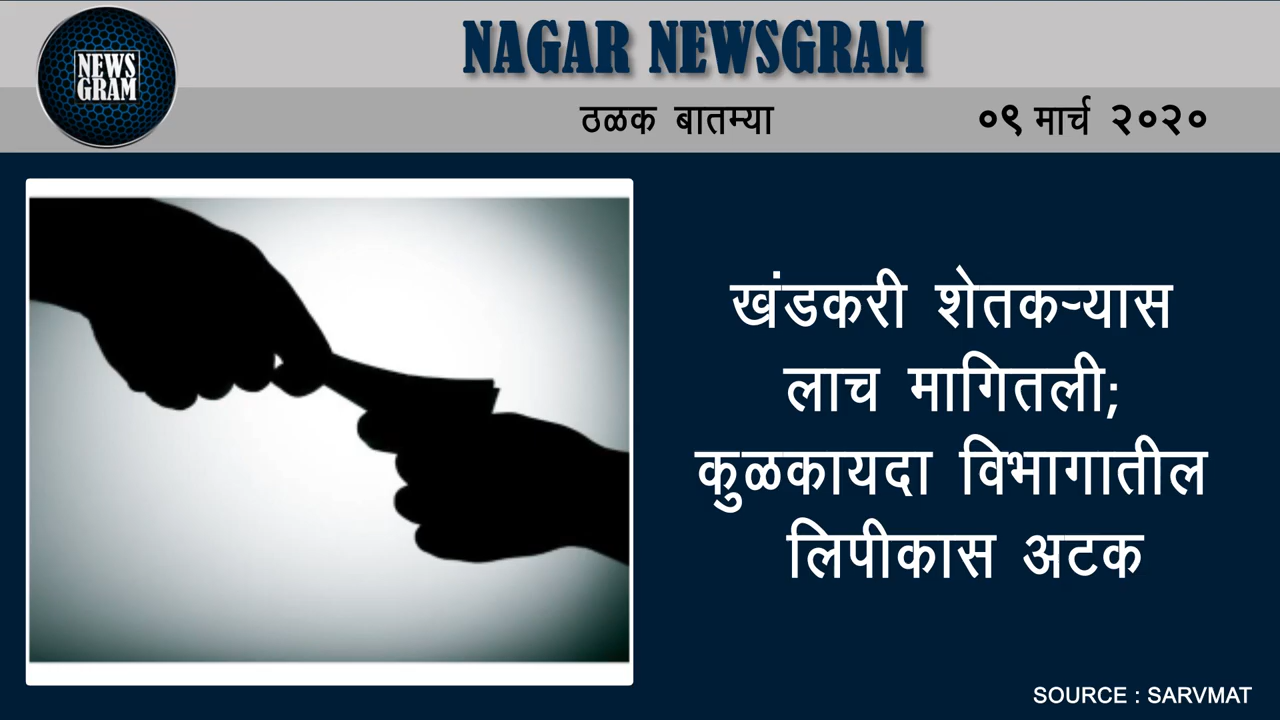 NEWS
GRAM
NAGAR NEWSGRAM
ठळक बातम्या
०९ मार्च २०२०
खंडकरी शेतकऱ्यास
लाच मागितली;
कुळकायदा विभागातील
लिपीकास अटक
SOURCE : SARVMAT